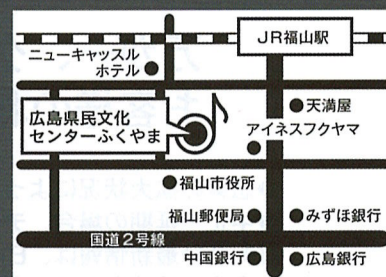 JR福山駅
ニューキャッスル
ホテル
広島県民文化
センターふくやま
天満屋
アイネスフクヤマ
福山市役所
福山郵便局
みずほ銀行
国道2号線
中国銀行
広島銀行